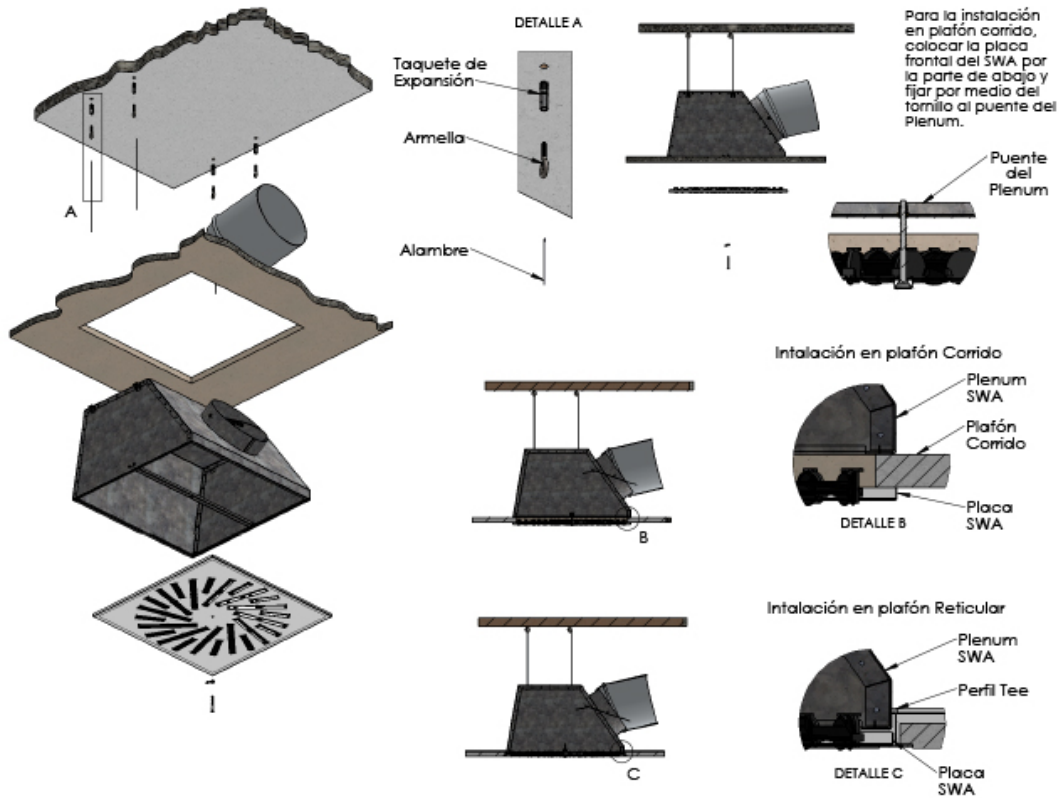 DETALLE A
Taquete de
Expansión
Armella
Alambre
A
Para la instalación
en plafón corrido,
colocar la placa
frontal del SWA por
la parte de abajo y
fijar por medio del
tornillo al puente del
Plenum.
Puente
del
Plenum
Intalación en plafón Corrido
Plenum
SWA
Plafón
Corrido
Placa
SWA
DETALLE B
B
Intalación en plafón Reticular
Plenum
SWA
Perfil Tee
Placa
SWA
DETALLE C
C